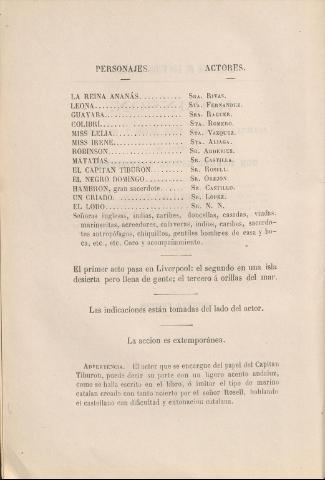 PERSONAJES. ACTORES.
LA REINA ANANÁS........... SRA. RIVAS.
LEONA........... STA. FERNANDEZ.
GUAYABA........... SRA. BAGUER.
COLIBRÍ........... STA. ROMERO.
MISS LELIA........... STA. VAZQUEZ.
MISS IRENE........... STA. ALIAGA.
ROBINSON........... SR. ARDERIUS.
MATATÍAS........... SR. CASTILLA.
EL CAPITAN TIBURON........... SR. ROSELL.
EL NEGRO DOMINGO........... SR. OREJON.
HAMBRON, gran sacerdote..... SR. CASTILLO.
UN CRIADO........... SR. LOPEZ.
EL LORO........... SR. N. N.
Señoras inglesas, indias, caribes, doncellas, casadas, viudas,
marineritas, acreedores, calaveras, indios, caribes, sacerdo-
tes antropófagos, chiquillos, gentiles hombres de casa y bo-
ca, etc., etc. Coro y acompañamiento.
El primer acto pasa en Liverpool: el segundo en una isla
desierta pero llena de gente; el tercero á orillas del mar.
Las indicaciones están tomadas del lado del actor.
La accion es extemporánea.
ADVERTENCIA. El actor que se encargue del papel del Capitan
Tiburon, puede decir su parte con un ligero acento andaluz,
como se halla escrito en el libro, ó imitar el tipo de marino
catalan creado con tanto acierto por el señor Rosell, hablando
el castellano con dificultad y entonacion catalana.